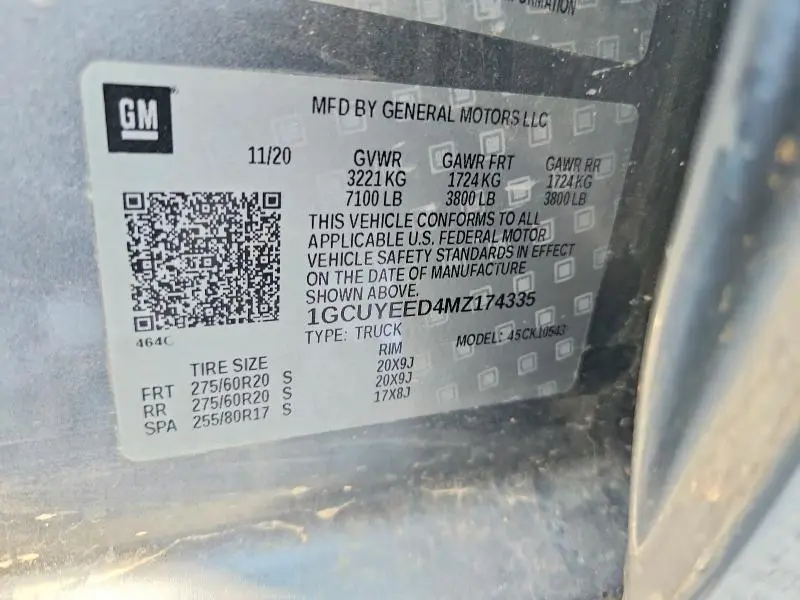 RMATION
GM
MFD BY GENERAL MOTORS LLC
11/20 GVWR GAWR FRT GAWR RR
3221 KG 1724 KG 1724 KG
7100 LB 3800 LB 3800 LB
THIS VEHICLE CONFORMS TO ALL
APPLICABLE U.S. FEDERAL MOTOR
VEHICLE SAFETY STANDARDS IN EFFECT
ON THE DATE OF MANUFACTURE
SHOWN ABOVE.
1GCUYEED4MZ174335
464C
TYPE: TRUCK MODEL: 45CK10543
TIRE SIZE RIM
FRT 275/60R20 S 20X9J
RR 275/60R20 S 20X9J
SPA 255/80R17 S 17X8J